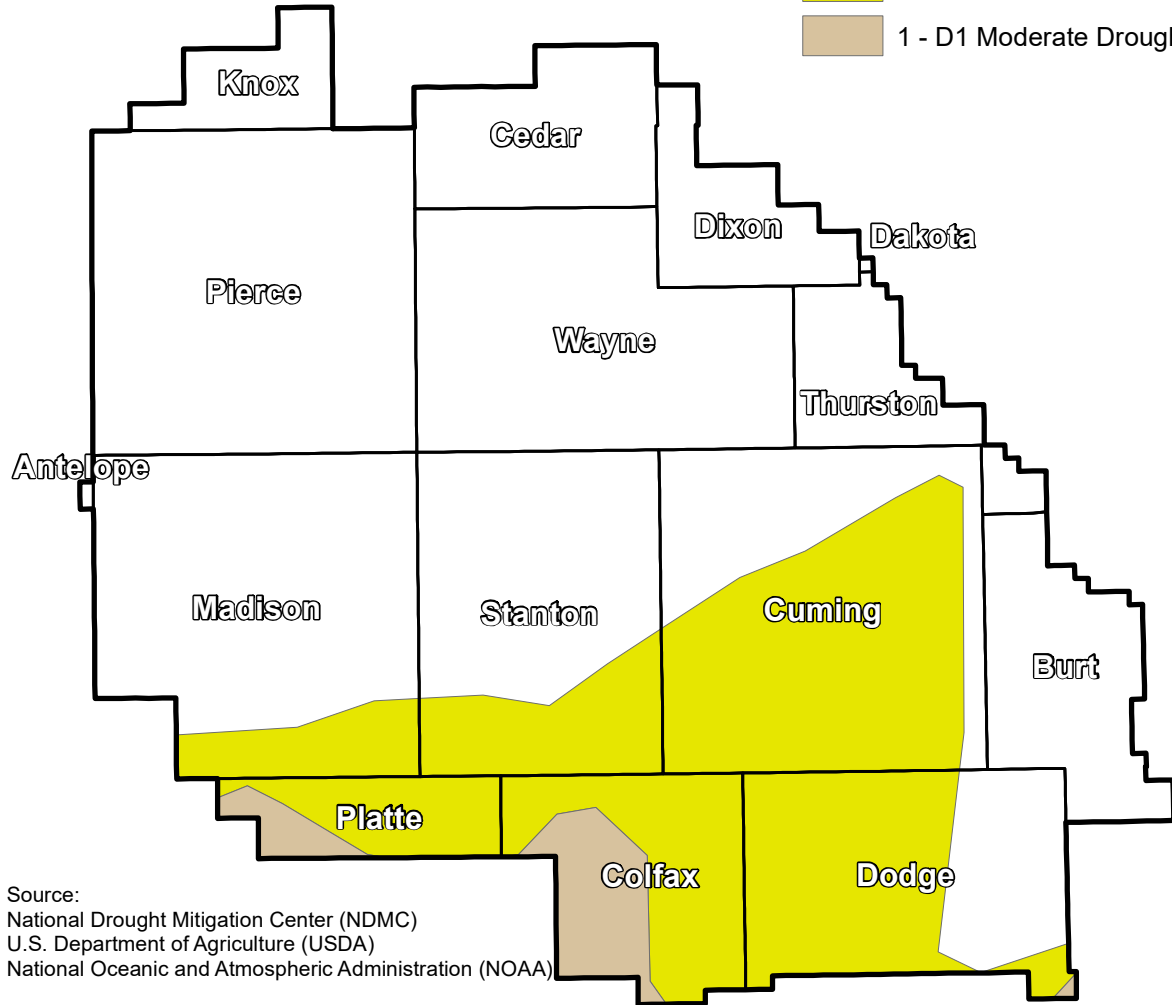 1 - D1 Moderate Drough
Knox
Cedar
Dixon
Dakota
Pierce
Wayne
Thurston
Antelope
Madison
Stanton
Cuming
Burt
Platte
Colfax
Dodge
Source:
National Drought Mitigation Center (NDMC)
U.S. Department of Agriculture (USDA)
National Oceanic and Atmospheric Administration (NOAA)